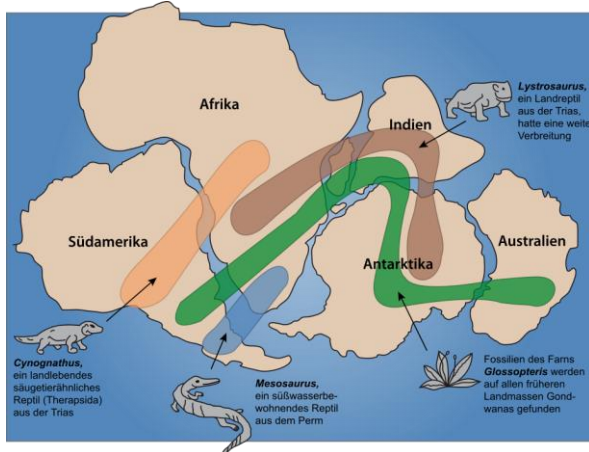 Afrika
Indien
Lystrosaurus,
ein Landreptil
aus der Trias,
hatte eine weite
Verbreitung
Südamerika
Antarktika
Australien
Cynognathus,
ein landlebendes
säugetierähnliches
Reptil (Therapsida)
aus der Trias
Mesosaurus,
ein süßwasserbe-
wohnendes Reptil
aus dem Perm
Fossilien des Farns
Glossopteris werden
auf allen früheren
Landmassen Gond-
wanas gefunden